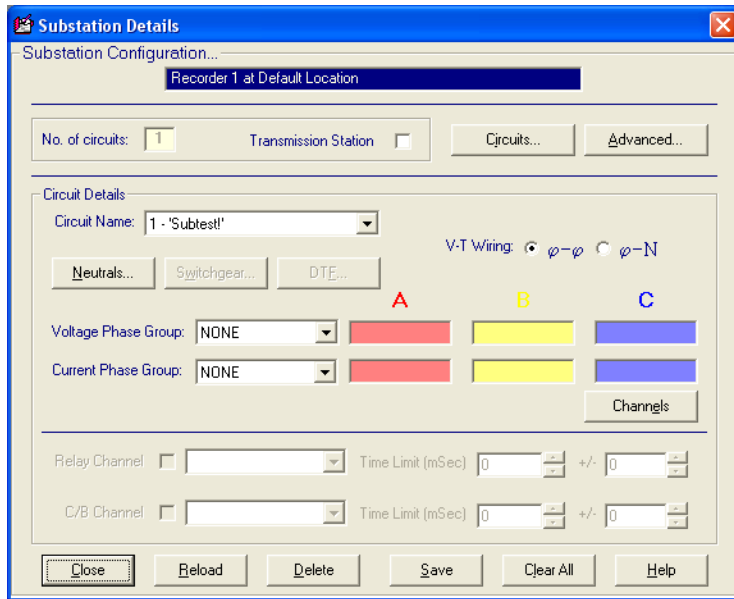 Substation Details
Substation Configuration...
Recorder 1 at Default Location
No. of circuits: 1 Transmission Station Circuits... Advanced...
Circuit Details
Circuit Name: 1 - 'Subtest!'
V-T Wiring: φ-φ φ-N
Neutrals... Switchgear... DTF...
A B C
Voltage Phase Group: NONE
Current Phase Group: NONE
Channels
Relay Channel Time Limit (mSec) 0 +/- 0
C/B Channel Time Limit (mSec) 0 +/- 0
Close Reload Delete Save Clear All Help